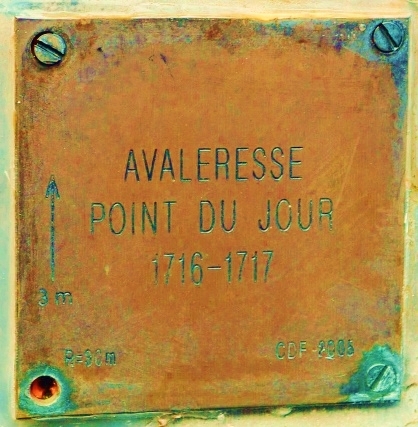 AVALERESSE
POINT DU JOUR
1716-1717
3 m
R=30m
CDF-2005